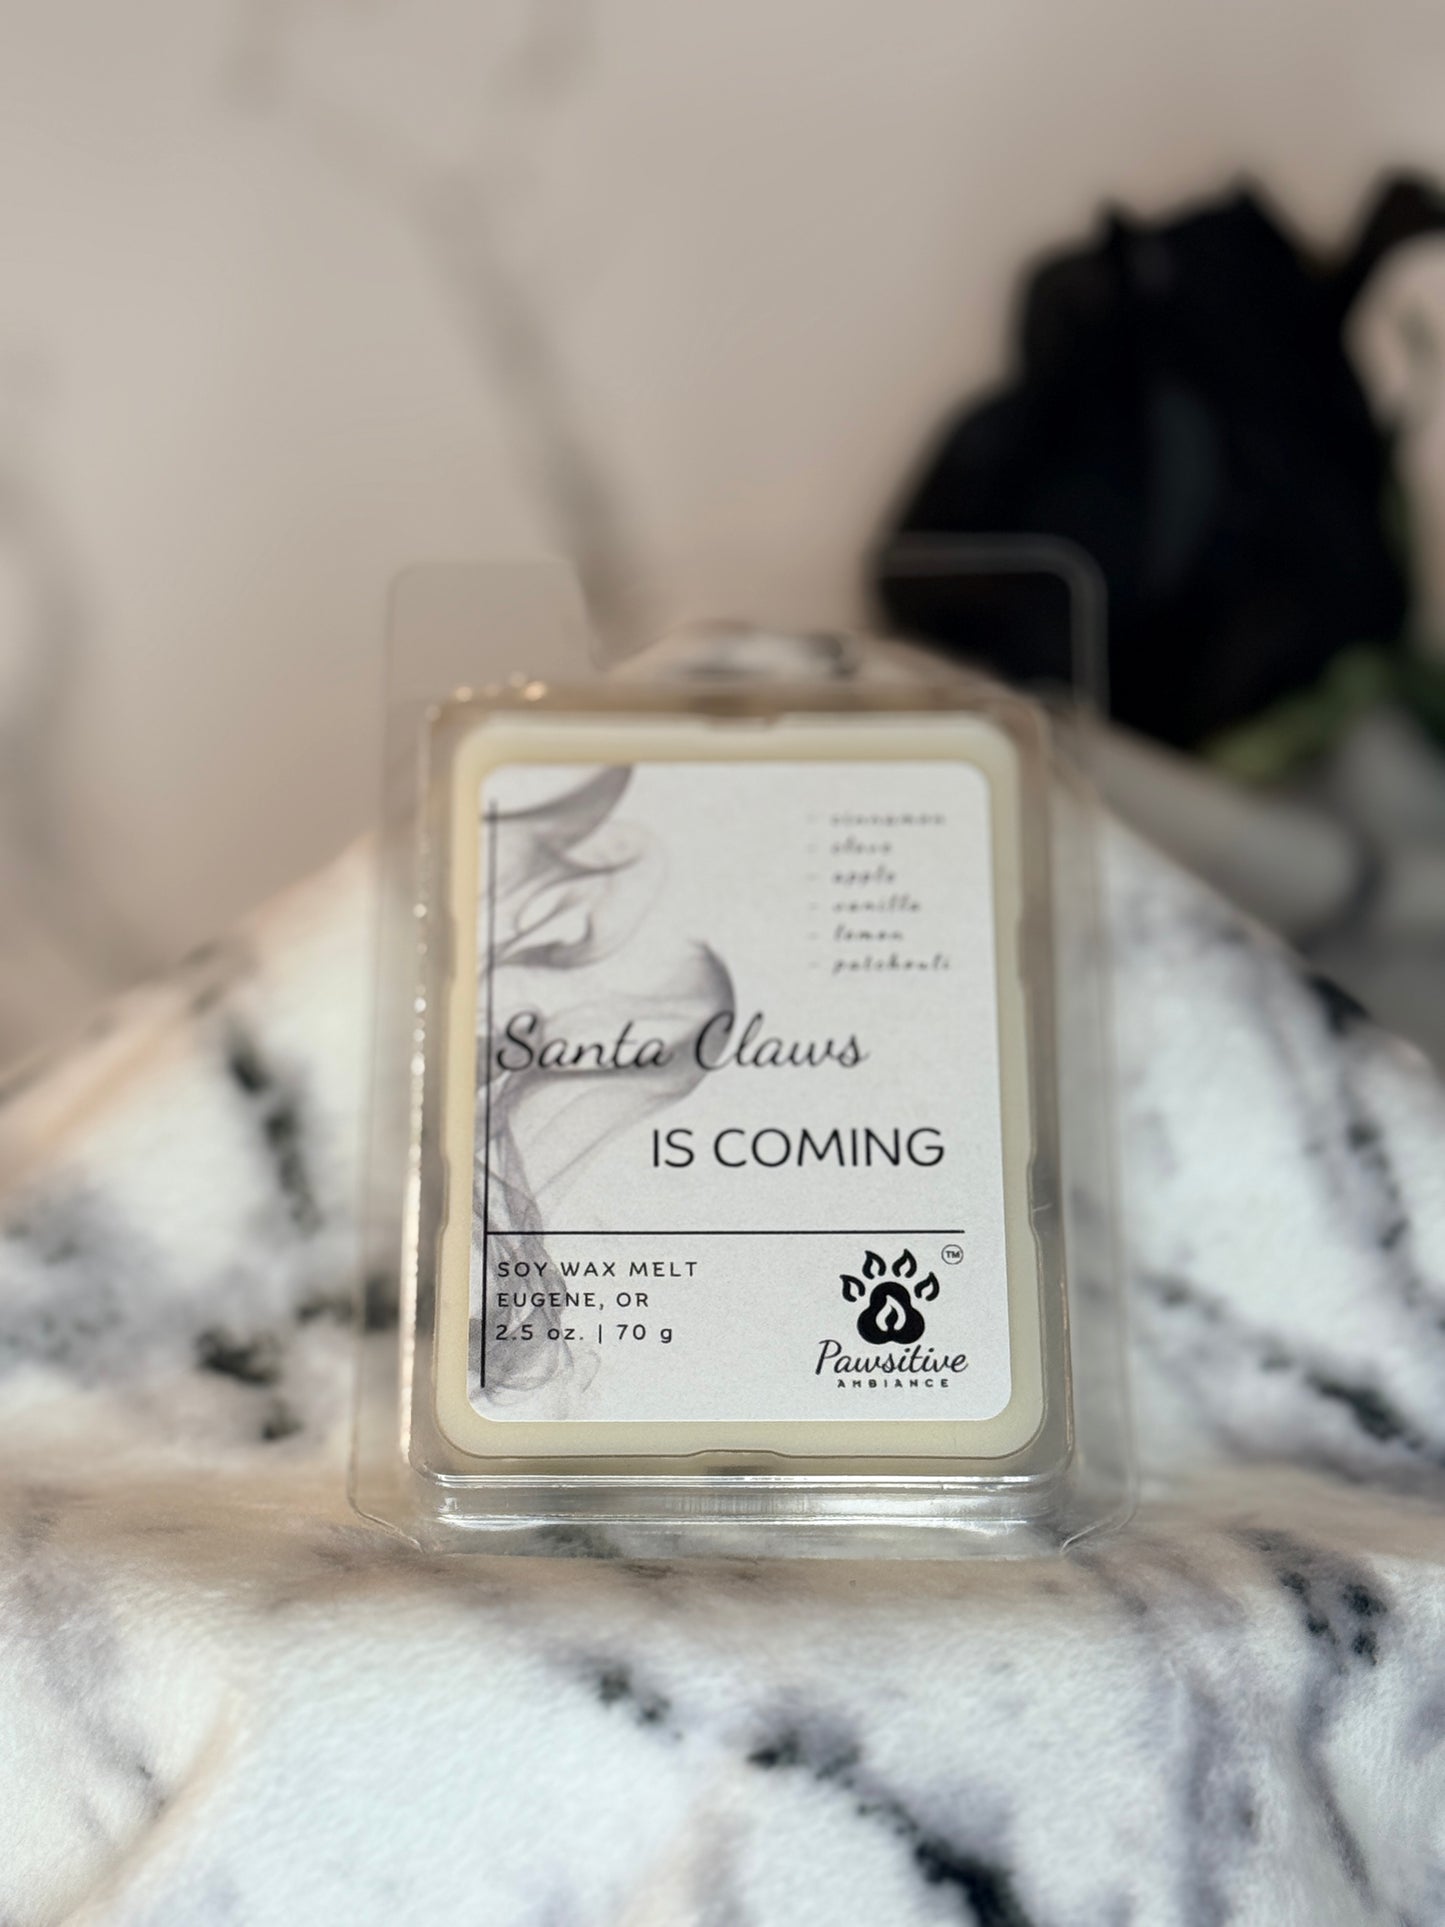 - cinnamon
- clove
- apple
- vanilla
- lemon
- patchouli
Santa Claws
IS COMING
SOY WAX MELT
EUGENE, OR
2.5 oz. | 70 g
TM
Pawsitive
AMBIANCE